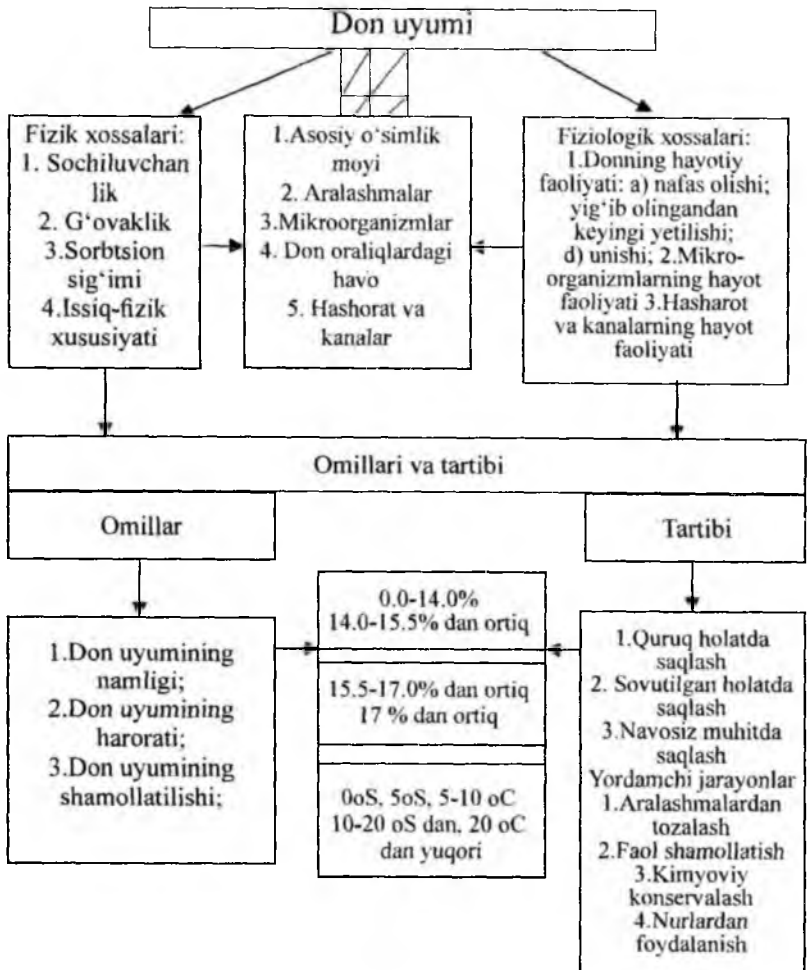 Don uyumi
Fizik xossalari:
1. Sochiluvchan
lik
2. G‘ovaklik
3.Sorbtsion
sig‘imi
4.Issiq-fizik
xususiyati
1.Asosiy o‘simlik
moyi
2. Aralashmalar
3.Mikroorganizmlar
4. Don oraliqlardagi
havo
5. Hashorat va
kanalar
Fiziologik xossalari:
1.Donning hayotiy
faoliyati: a) nafas olishi;
yig‘ib olingandan
keyingi yetilishi;
d) unishi; 2.Mikro-
organizmlarning hayot
faoliyati 3.Hasharot
va kanalarning hayot
faoliyati
Omillari va tartibi
Omillar
Tartibi
1.Don uyumining
namligi;
2.Don uyumining
harorati;
3.Don uyumining
shamollatilishi;
0.0-14.0%
14.0-15.5% dan ortiq
15.5-17.0% dan ortiq
17 % dan ortiq
0oS, 5oS, 5-10 oC
10-20 oS dan, 20 oC
dan yuqori
1.Quruq holatda
saqlash
2. Sovutilgan holatda
saqlash
3.Navosiz muhitda
saqlash
Yordamchi jarayonlar
1.Aralashmalardan
tozalash
2.Faol shamollatish
3.Kimyoviy
konservalash
4.Nurlardan
foydalanish